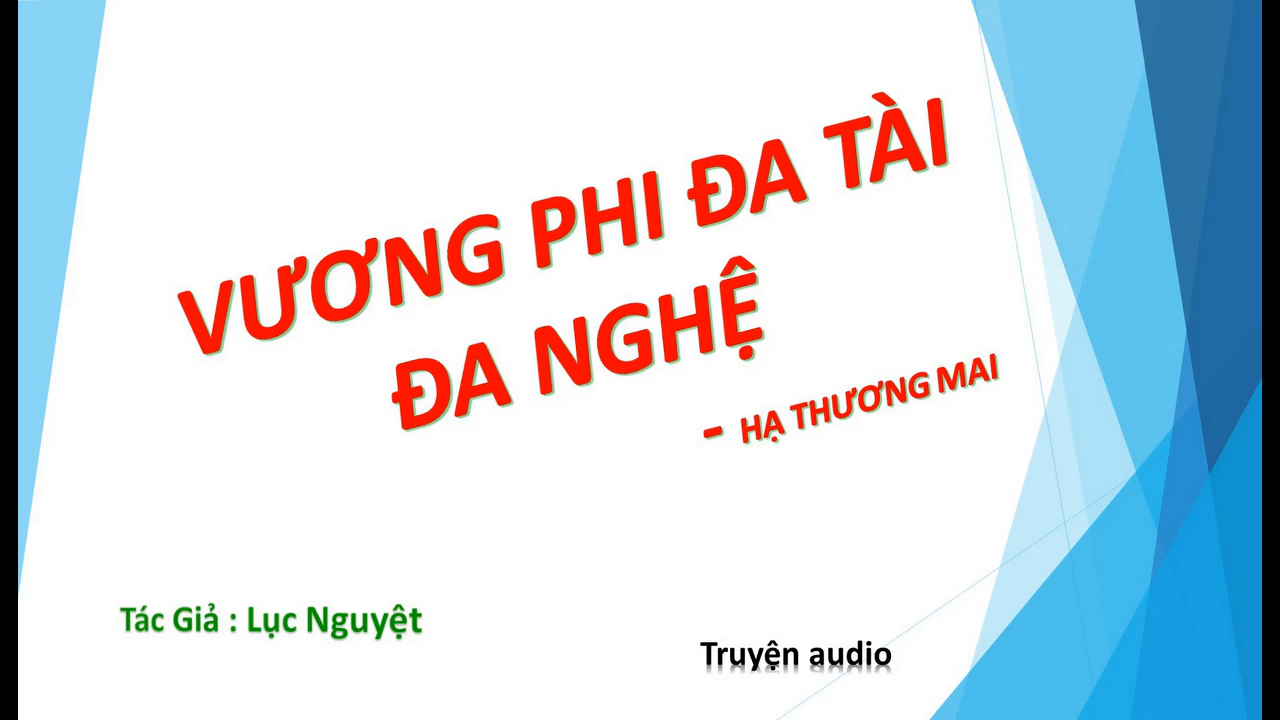 VƯƠNG PHI ĐA TÀI
ĐA NGHỆ
- HẠ THƯƠNG MAI
Tác Giả : Lục Nguyệt
Truyện audio